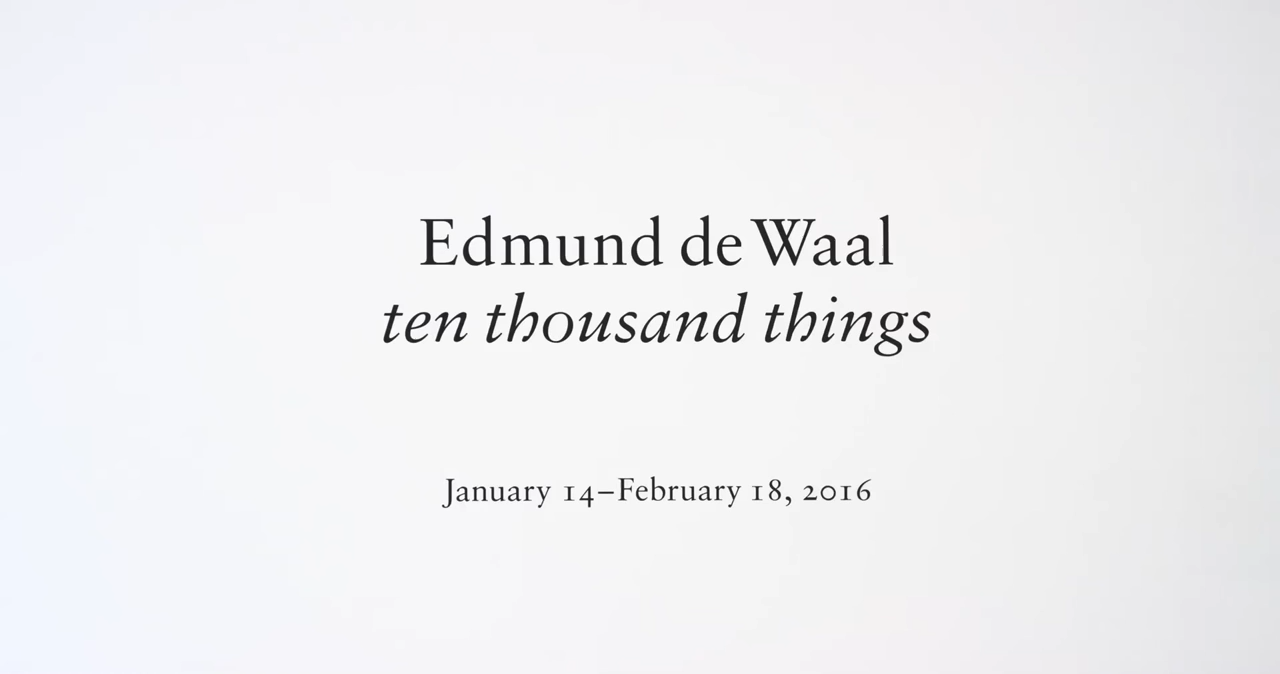 Edmund de Waal
ten thousand things
January 14–February 18, 2016